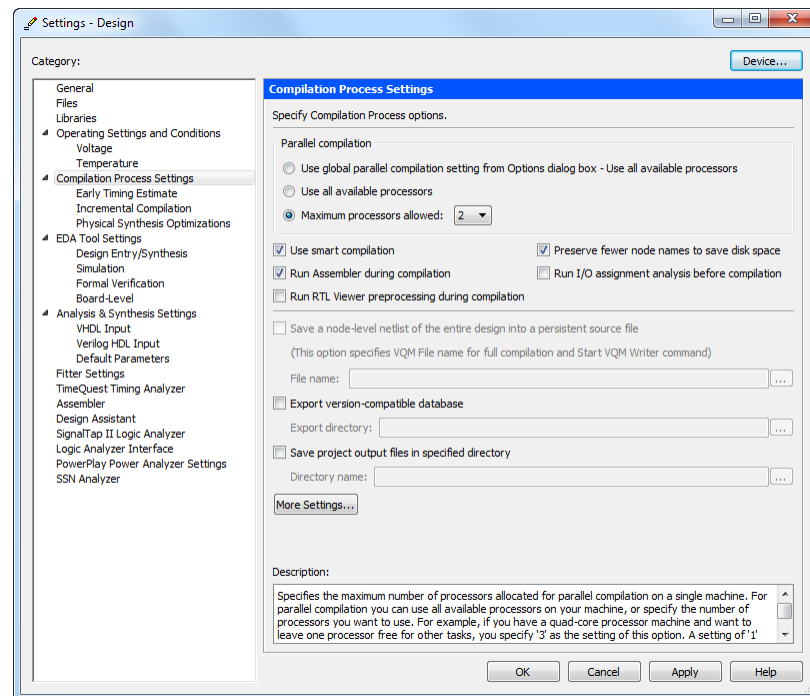 Settings - Design
Category:
Device...
General
Files
Libraries
Operating Settings and Conditions
Voltage
Temperature
Compilation Process Settings
Early Timing Estimate
Incremental Compilation
Physical Synthesis Optimizations
EDA Tool Settings
Design Entry/Synthesis
Simulation
Formal Verification
Board-Level
Analysis & Synthesis Settings
VHDL Input
Verilog HDL Input
Default Parameters
Fitter Settings
TimeQuest Timing Analyzer
Assembler
Design Assistant
SignalTap II Logic Analyzer
Logic Analyzer Interface
PowerPlay Power Analyzer Settings
SSN Analyzer
Compilation Process Settings
Specify Compilation Process options.
Parallel compilation
Use global parallel compilation setting from Options dialog box - Use all available processors
Use all available processors
Maximum processors allowed: 2
Use smart compilation
Preserve fewer node names to save disk space
Run Assembler during compilation
Run I/O assignment analysis before compilation
Run RTL Viewer preprocessing during compilation
Save a node-level netlist of the entire design into a persistent source file
(This option specifies VQM File name for full compilation and Start VQM Writer command)
File name: ...
Export version-compatible database
Export directory: ...
Save project output files in specified directory
Directory name: ...
More Settings...
Description:
Specifies the maximum number of processors allocated for parallel compilation on a single machine. For
parallel compilation you can use all available processors on your machine, or specify the number of
processors you want to use. For example, if you have a quad-core processor machine and want to
leave one processor free for other tasks, you specify '3' as the setting of this option. A setting of '1'
OK
Cancel
Apply
Help